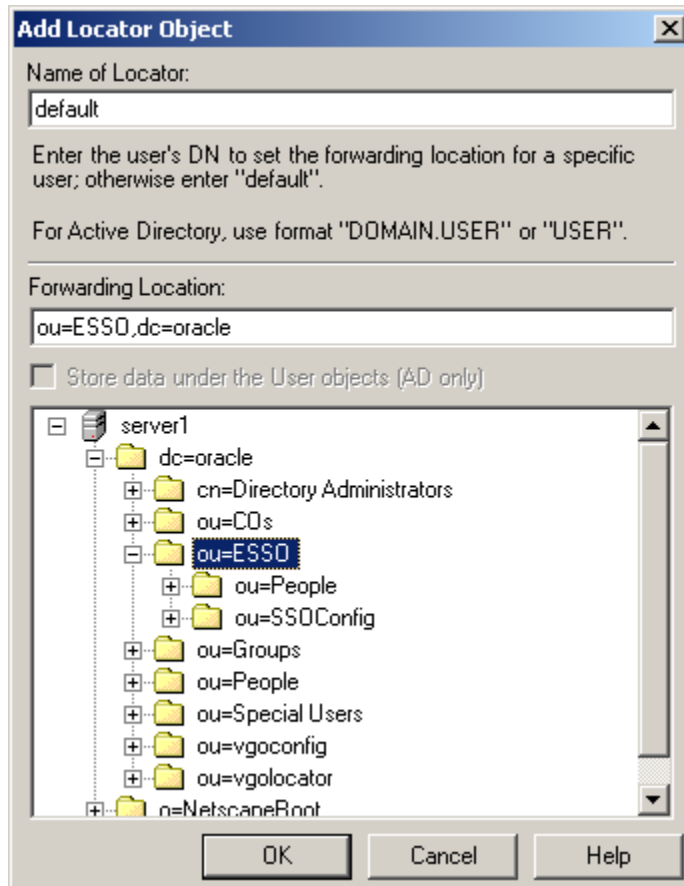 Add Locator Object
Name of Locator:
default
Enter the user's DN to set the forwarding location for a specific
user; otherwise enter "default".
For Active Directory, use format "DOMAIN.USER" or "USER".
Forwarding Location:
ou=ESSO,dc=oracle
Store data under the User objects (AD only)
server1
dc=oracle
cn=Directory Administrators
ou=COs
ou=ESSO
ou=People
ou=SSOConfig
ou=Groups
ou=People
ou=Special Users
ou=vgoconfig
ou=vgolocator
o=NetscapeRoot
OK Cancel Help